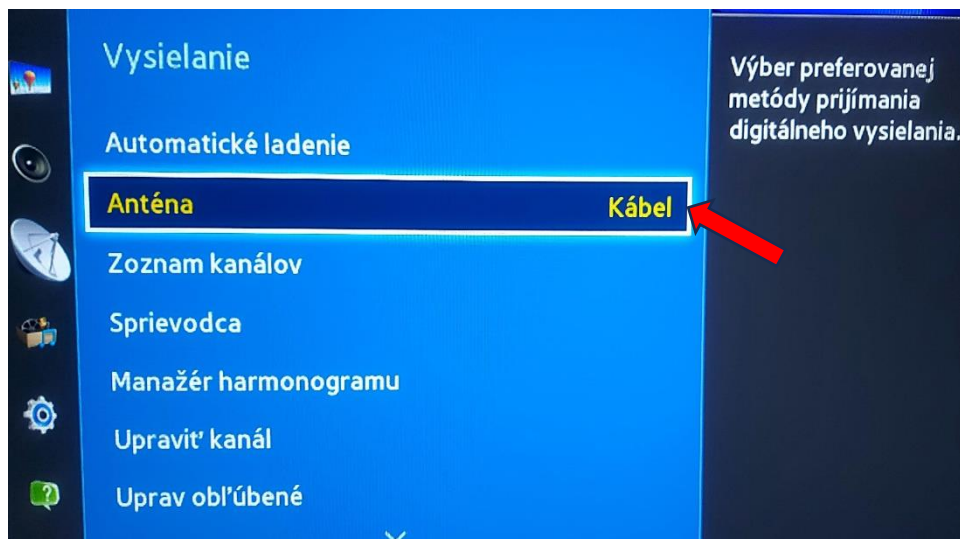 Vysielanie
Automatické ladenie
Anténa Kábel
Zoznam kanálov
Sprievodca
Manažér harmonogramu
Upraviť kanál
Uprav obľúbené
Výber preferovanej
metódy prijímania
digitálneho vysielania.